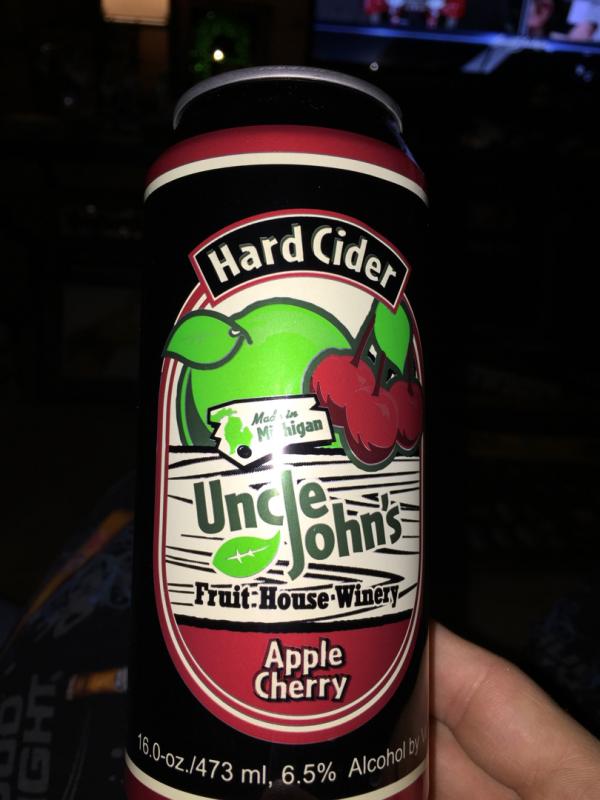 Hard Cider
Made in
Michigan
Uncle
John's
Fruit·House·Winery
Apple
Cherry
16.0-oz./473 ml, 6.5% Alcohol by